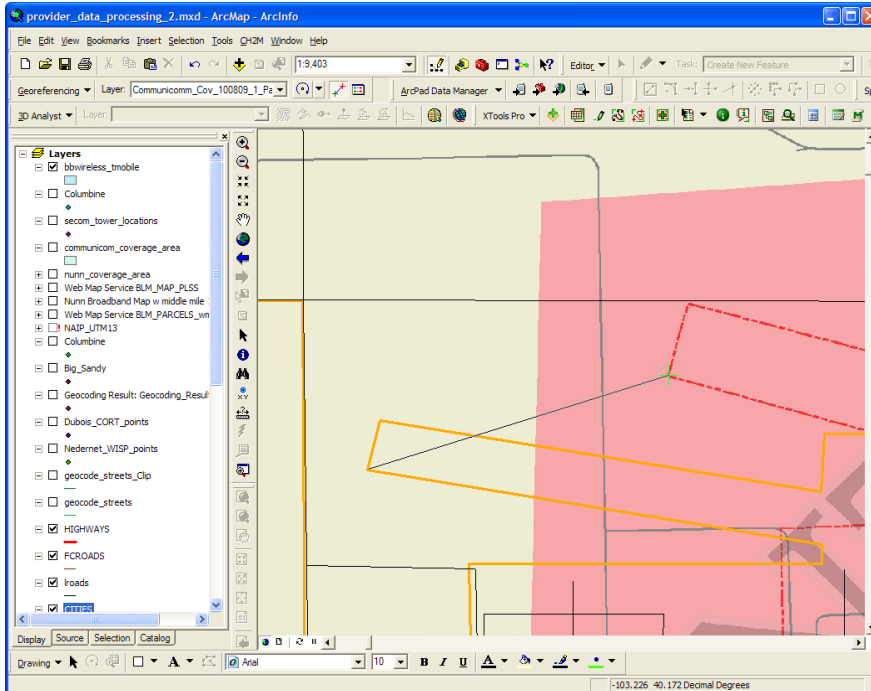 provider_data_processing_2.mxd - ArcMap - ArcInfo
File Edit View Bookmarks Insert Selection Tools CH2M Window Help
1:9,403 Editor Task: Create New Feature
Georeferencing Layer: Communicomm_Cov_100809_1_Pa ArcPad Data Manager Sp
3D Analyst Layer: XTools Pro
Layers
bbwireless_tmobile
Columbine
secom_tower_locations
communicom_coverage_area
nunn_coverage_area
Web Map Service BLM_MAP_PLSS
Nunn Broadband Map w middle mile
Web Map Service BLM_PARCELS_wm
NAIP_UTM13
Columbine
Big_Sandy
Geocoding Result: Geocoding_Resul
Dubois_CORT_points
Nedernet_WISP_points
geocode_streets_Clip
geocode_streets
HIGHWAYS
FCROADS
lroads
CITIES
Display Source Selection Catalog
Drawing A Arial 10 B I U A
-103.226 40.172 Decimal Degrees